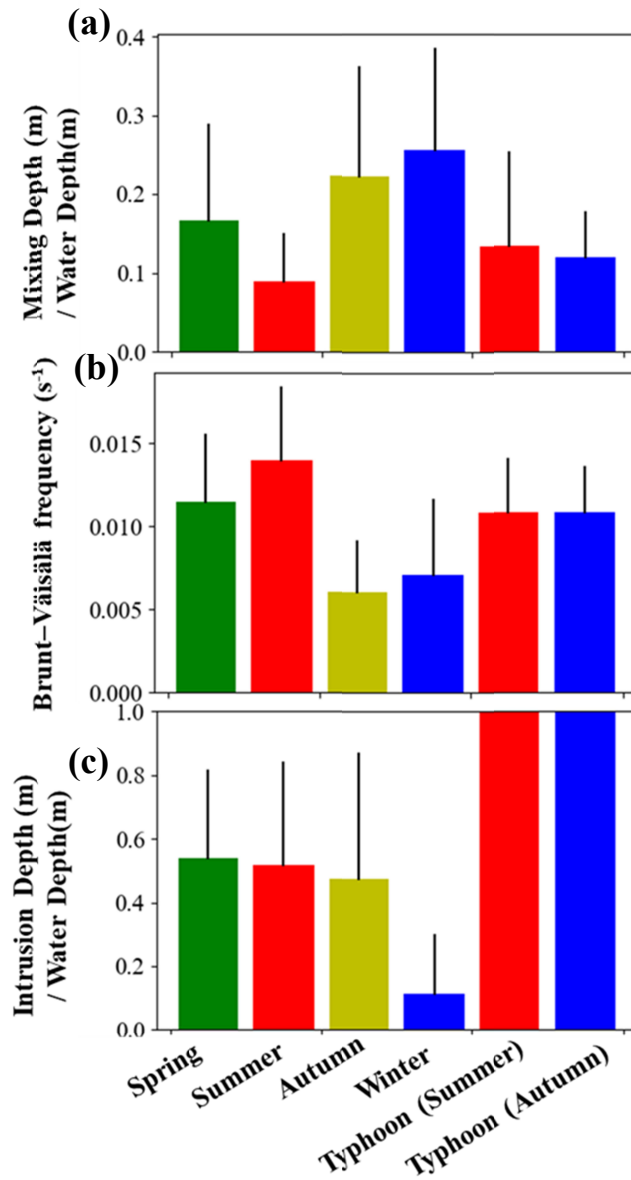 (a)
Mixing Depth (m)
/ Water Depth(m)
0.4
0.3
0.2
0.1
0.0
(b)
Brunt–Väisälä frequency (s⁻¹)
0.015
0.010
0.005
0.000
(c)
Intrusion Depth (m)
/ Water Depth(m)
1.0
0.8
0.6
0.4
0.2
0.0
Spring
Summer
Autumn
Winter
Typhoon (Summer)
Typhoon (Autumn)